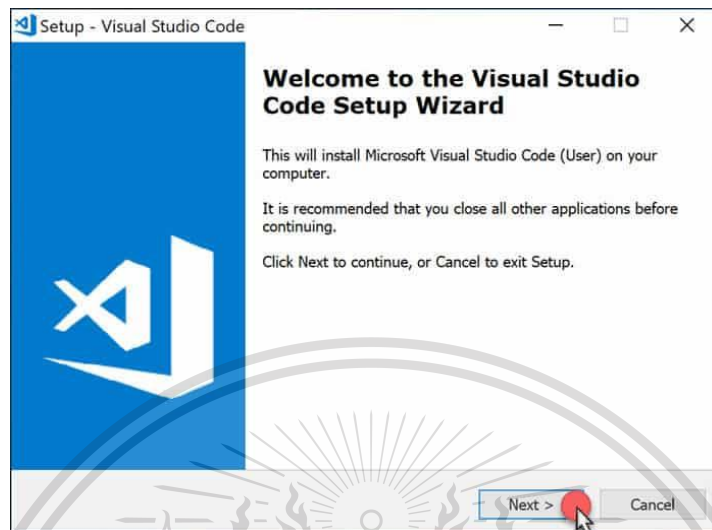 Setup - Visual Studio Code
Welcome to the Visual Studio
Code Setup Wizard
This will install Microsoft Visual Studio Code (User) on your
computer.
It is recommended that you close all other applications before
continuing.
Click Next to continue, or Cancel to exit Setup.
Next >
Cancel